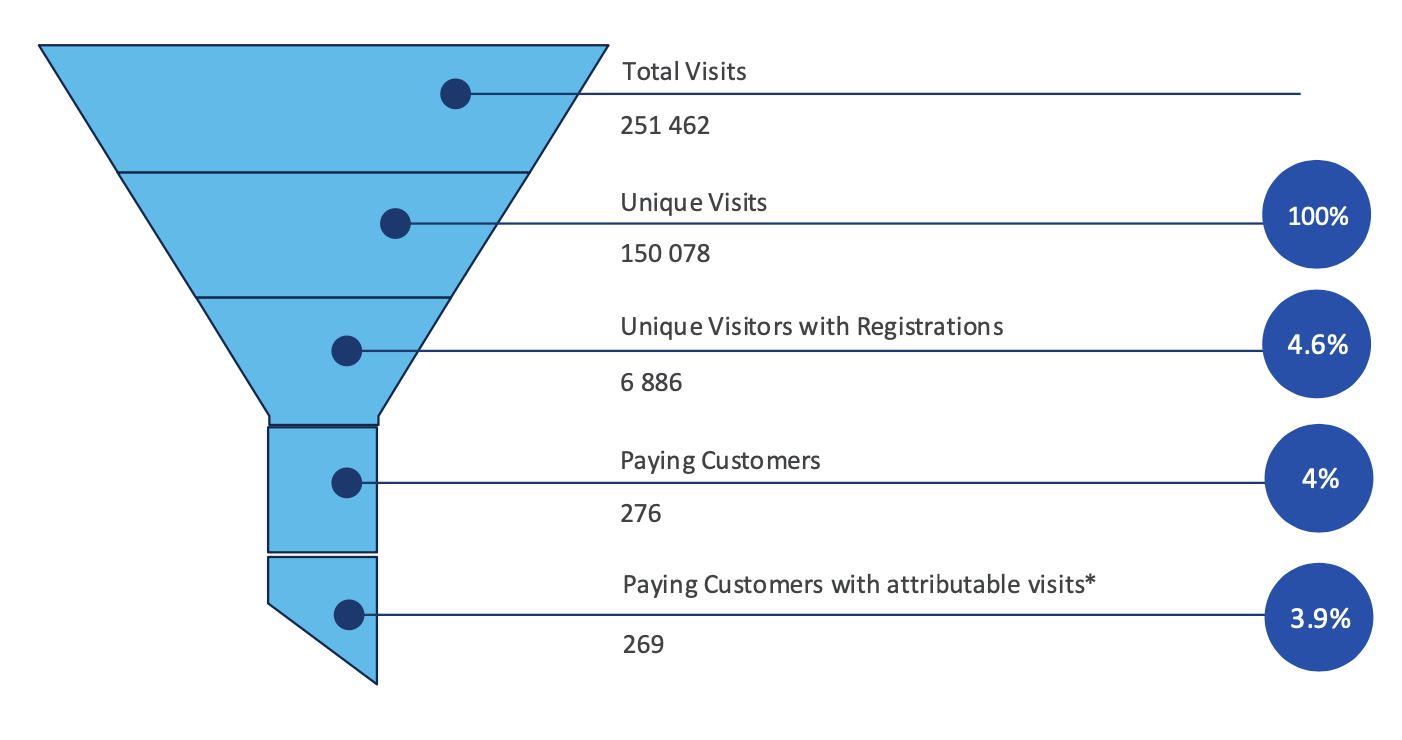 Total Visits
251 462
Unique Visits
100%
150 078
Unique Visitors with Registrations
4.6%
6 886
Paying Customers
4%
276
Paying Customers with attributable visits*
3.9%
269